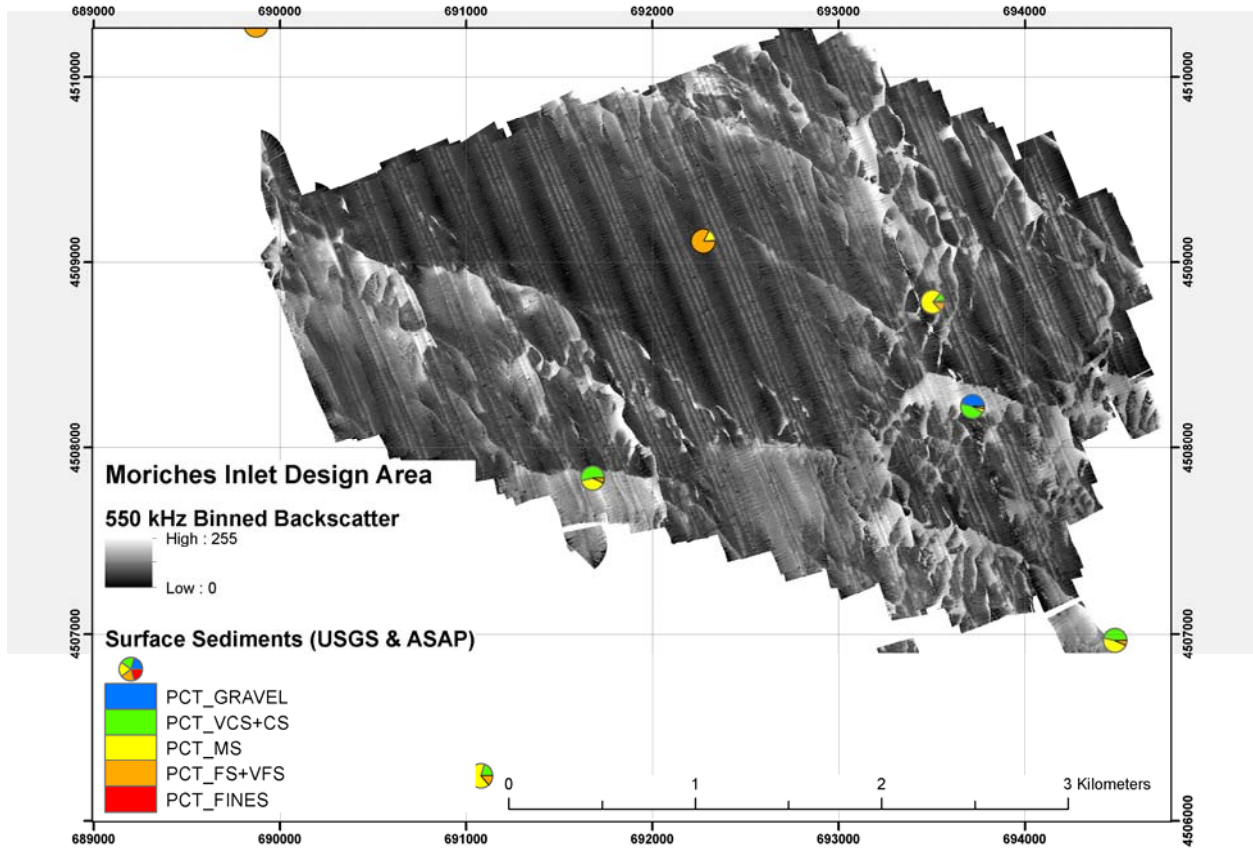 689000 690000 691000 692000 693000 694000
4510000 4510000
4509000 4509000
4508000 4508000
Moriches Inlet Design Area
550 kHz Binned Backscatter
High : 255
Low : 0
4507000 4507000
Surface Sediments (USGS & ASAP)
PCT_GRAVEL
PCT_VCS+CS
PCT_MS
PCT_FS+VFS
PCT_FINES
0 1 2 3 Kilometers
4506000 4506000
689000 690000 691000 692000 693000 694000